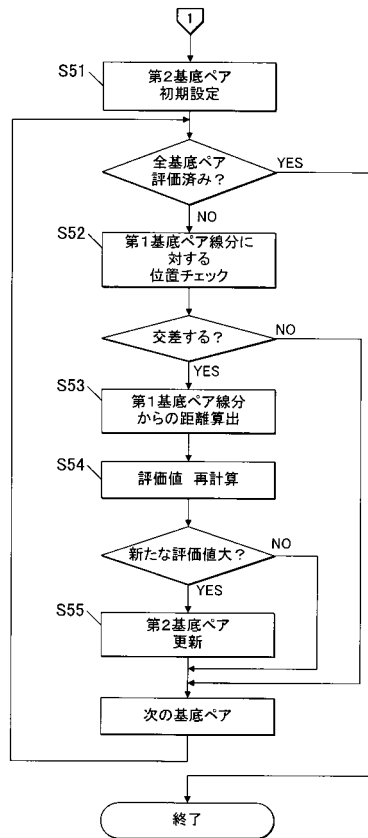 1
S51
第2基底ペア
初期設定
全基底ペア
評価済み？
YES
NO
S52
第1基底ペア線分に
対する
位置チェック
交差する？
NO
YES
S53
第1基底ペア線分
からの距離算出
S54
評価値 再計算
新たな評価値大？
NO
YES
S55
第2基底ペア
更新
次の基底ペア
終了